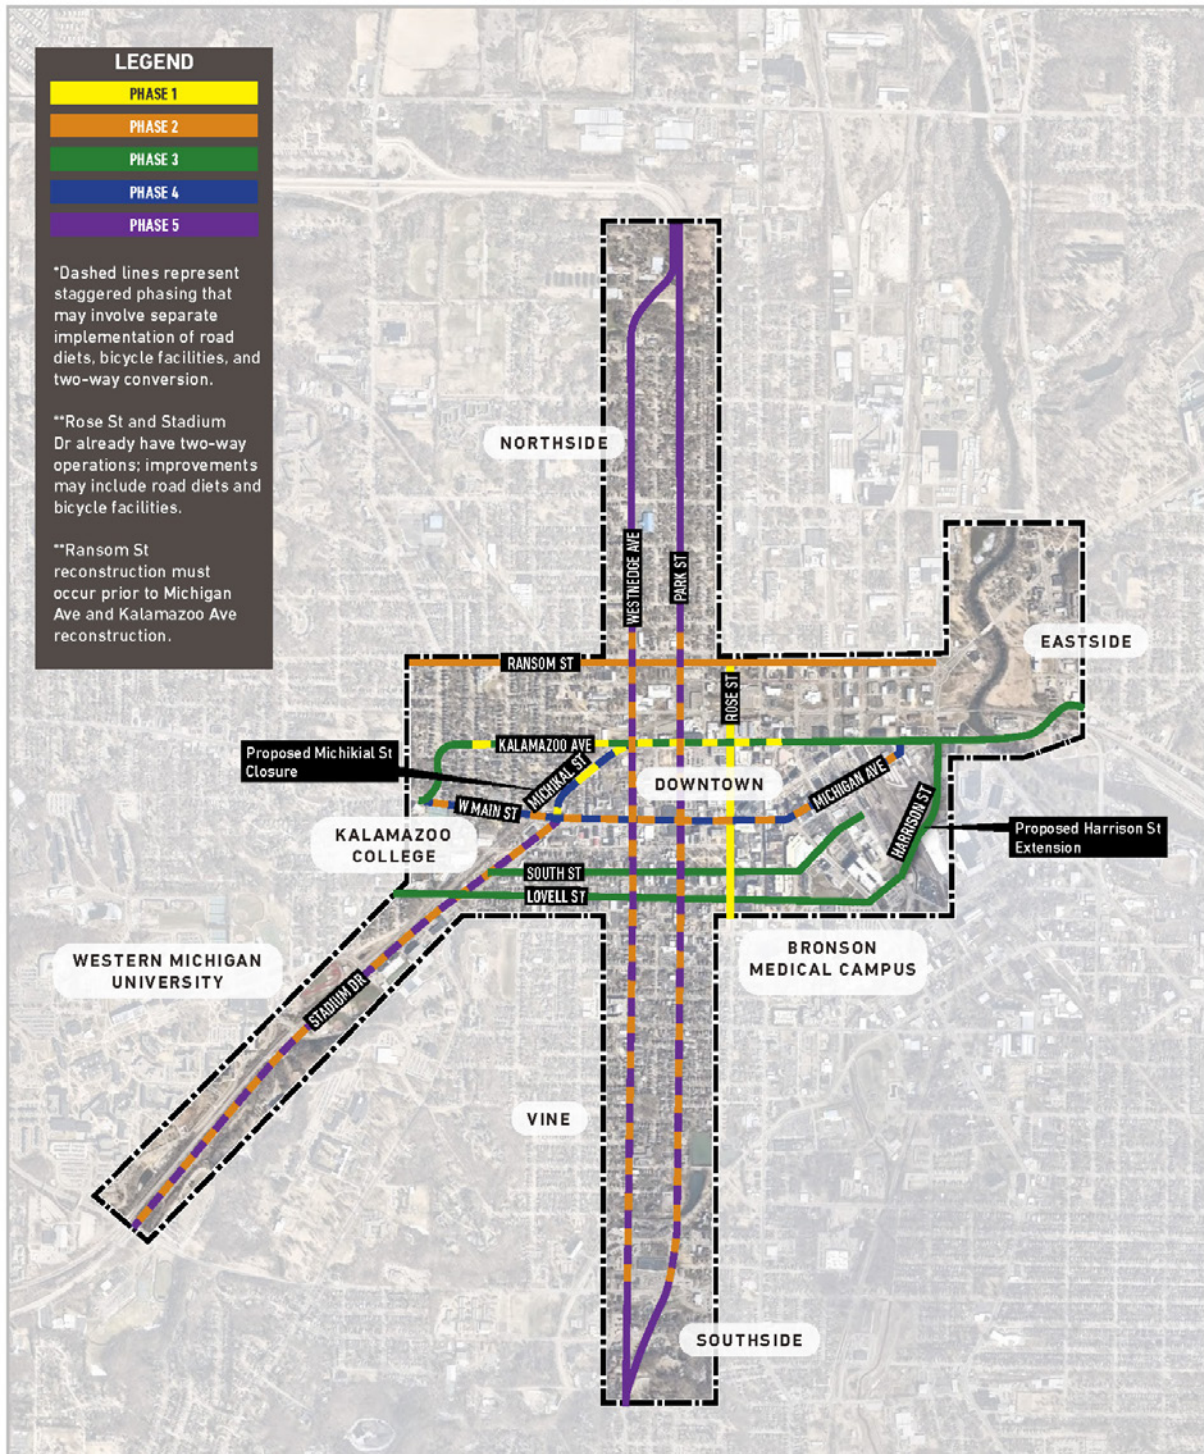 LEGEND
PHASE 1
PHASE 2
PHASE 3
PHASE 4
PHASE 5
*Dashed lines represent
staggered phasing that
may involve separate
implementation of road
diets, bicycle facilities, and
two-way conversion.
**Rose St and Stadium
Dr already have two-way
operations; improvements
may include road diets and
bicycle facilities.
**Ransom St
reconstruction must
occur prior to Michigan
Ave and Kalamazoo Ave
reconstruction.
NORTHSIDE
WESTNEDGE AVE
PARK ST
EASTSIDE
RANSOM ST
ROSE ST
KALAMAZOO AVE
Proposed Michikial St
Closure
MICHIKAL ST
DOWNTOWN
MICHIGAN AVE
W MAIN ST
HARRISON ST
Proposed Harrison St
Extension
KALAMAZOO
COLLEGE
SOUTH ST
LOVELL ST
WESTERN MICHIGAN
UNIVERSITY
BRONSON
MEDICAL CAMPUS
STADIUM DR
VINE
SOUTHSIDE